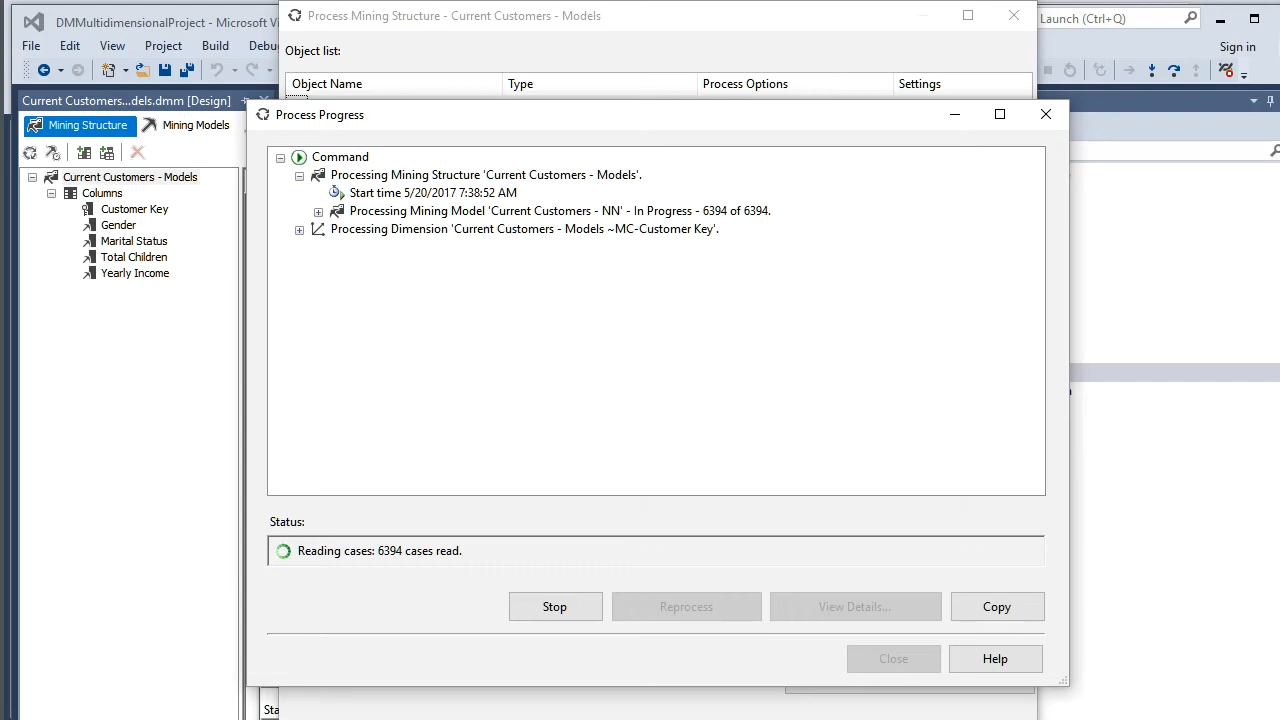 DMMultidimensionalProject - Microsoft Vi
Process Mining Structure - Current Customers - Models
Launch (Ctrl+Q)
File Edit View Project Build Debug
Sign in
Object list:
Object Name Type Process Options Settings
Current Customers...dels.dmm [Design]
Process Progress
Mining Structure Mining Models
Command
Processing Mining Structure 'Current Customers - Models'.
Start time 5/20/2017 7:38:52 AM
Processing Mining Model 'Current Customers - NN' - In Progress - 6394 of 6394.
Processing Dimension 'Current Customers - Models ~MC-Customer Key'.
Current Customers - Models
Columns
Customer Key
Gender
Marital Status
Total Children
Yearly Income
Status:
Reading cases: 6394 cases read.
Stop Reprocess View Details... Copy
Close Help
Sta